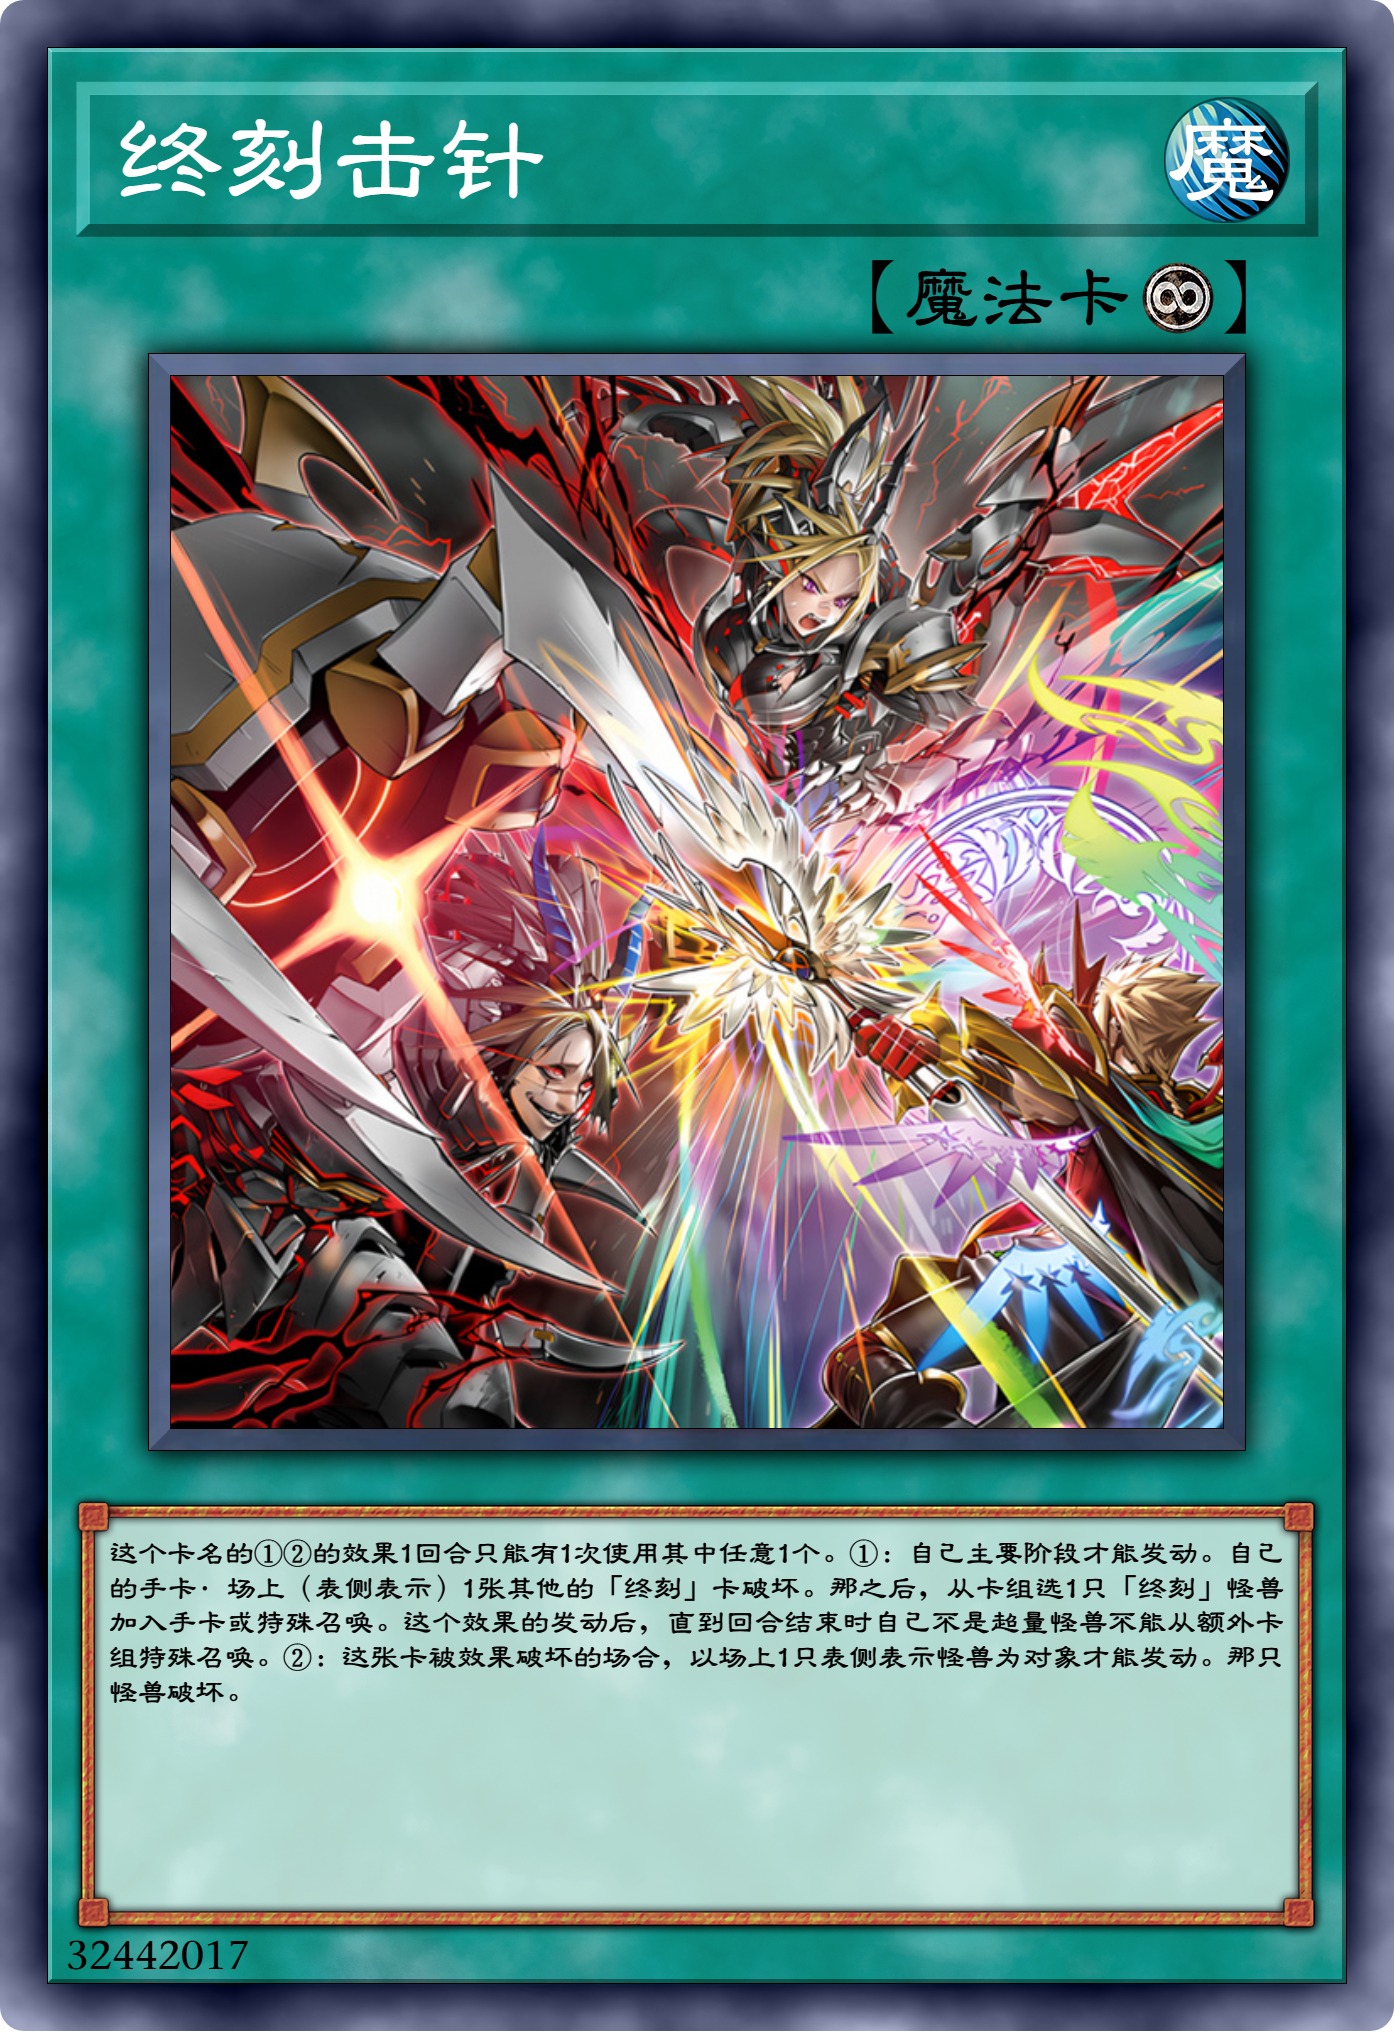 终刻击针
魔
【魔法卡】
这个卡名的①②的效果1回合只能有1次使用其中任意1个。①：自己主要阶段才能发动。自己
的手卡·场上（表侧表示）1张其他的「终刻」卡破坏。那之后，从卡组选1只「终刻」怪兽
加入手卡或特殊召唤。这个效果的发动后，直到回合结束时自己不是超量怪兽不能从额外卡
组特殊召唤。②：这张卡被效果破坏的场合，以场上1只表侧表示怪兽为对象才能发动。那只
怪兽破坏。
32442017